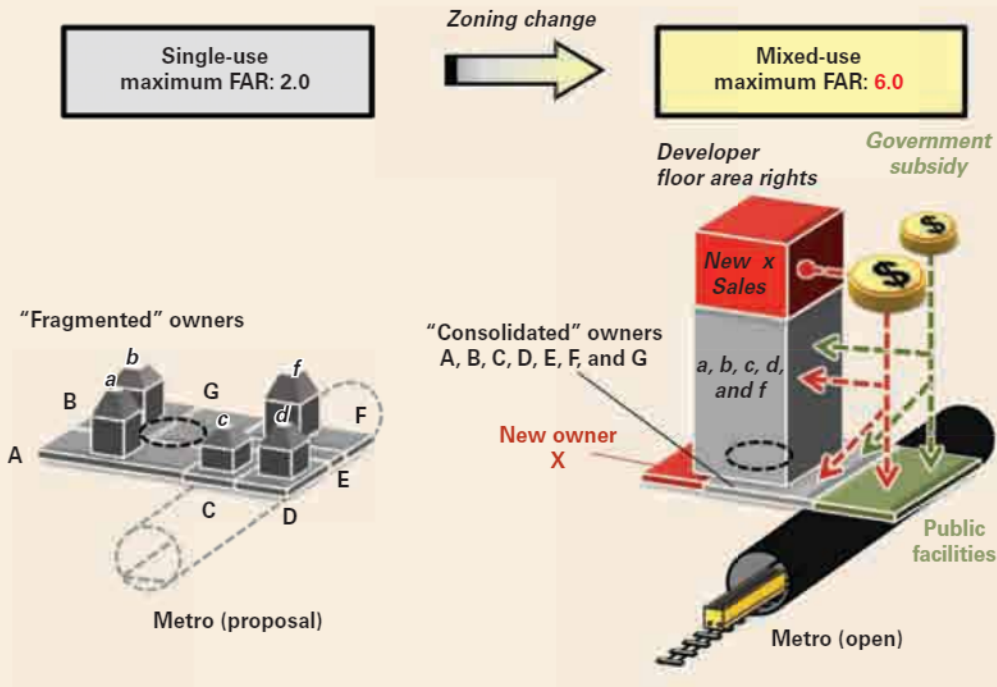 Zoning change
Single-use
maximum FAR: 2.0
Mixed-use
maximum FAR: 6.0
Developer
floor area rights
Government
subsidy
$
$
New x
Sales
"Fragmented" owners
"Consolidated" owners
A, B, C, D, E, F, and G
a, b, c, d,
and f
b
a
f
B
G
c
d
F
A
E
C
D
New owner
X
Public
facilities
Metro (proposal)
Metro (open)